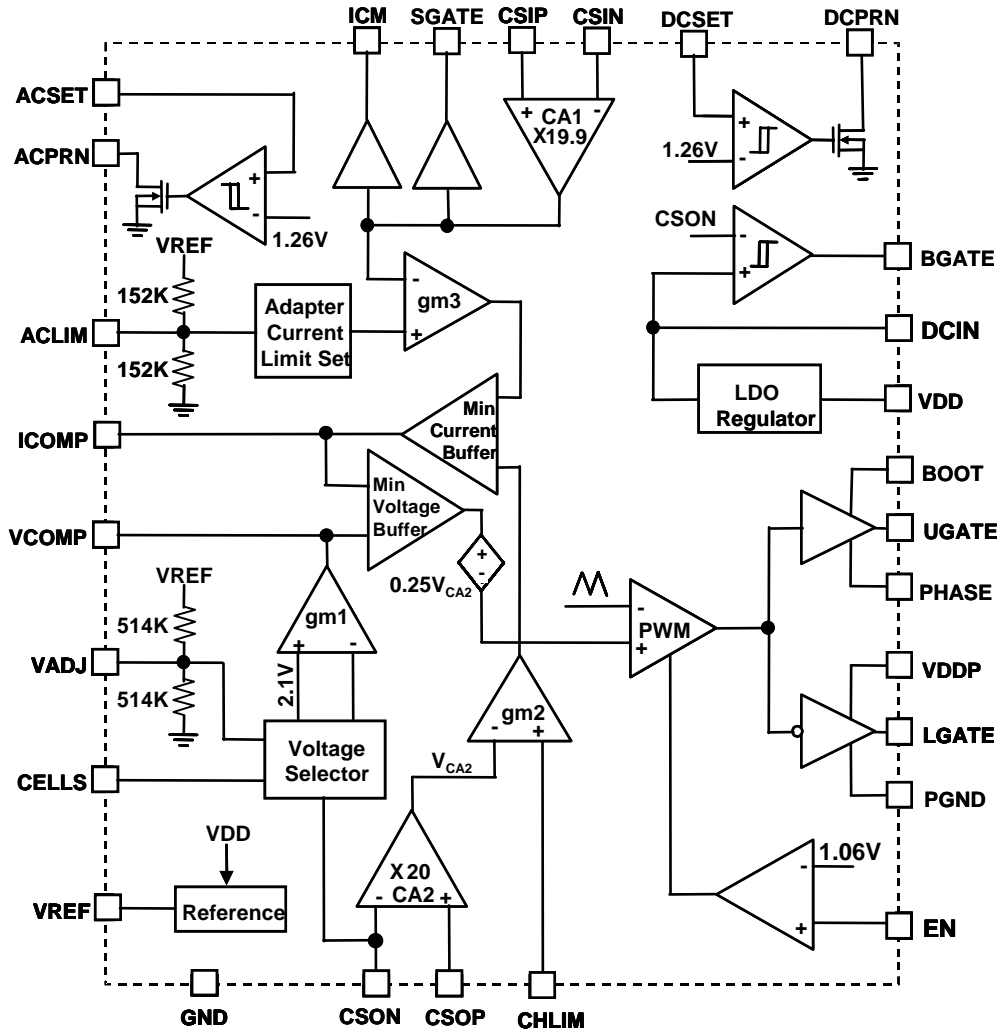 ICM
SGATE
CSIP
CSIN
DCSET
DCPRN
ACSET
ACPRN
+
-
1.26V
+ -
CA1
X19.9
+
-
1.26V
CSON
-
+
BGATE
DCIN
LDO
Regulator
VDD
VREF
152K
ACLIM
152K
Adapter
Current
Limit Set
-
gm3
+
Min
Current
Buffer
ICOMP
Min
Voltage
Buffer
VCOMP
+
-
0.25VCA2
BOOT
UGATE
PHASE
-
PWM
+
VREF
514K
VADJ
514K
gm1
+ -
2.1V
gm2
- +
VDDP
LGATE
PGND
Voltage
Selector
CELLS
VCA2
X20
CA2
- +
VDD
VREF
Reference
1.06V
-
+
EN
GND
CSON
CSOP
CHLIM